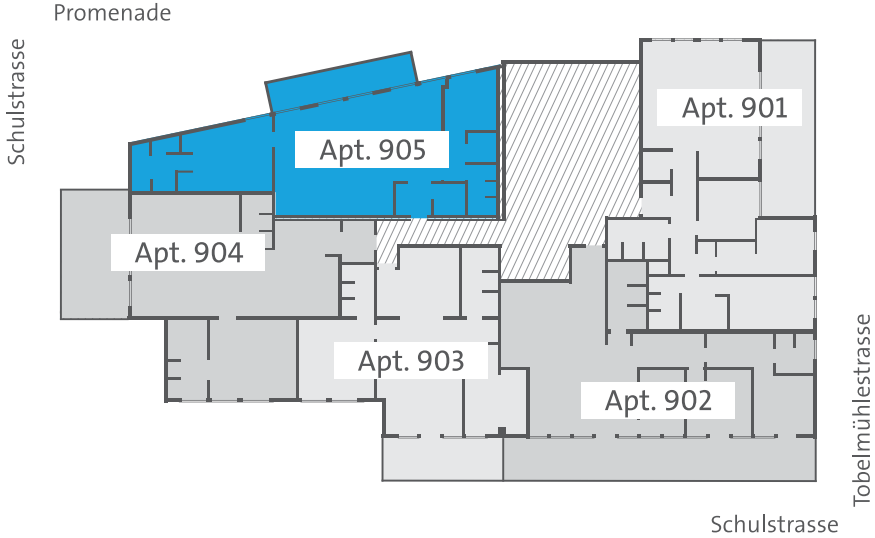 Promenade
Schulstrasse
Apt. 901
Apt. 905
Apt. 904
Apt. 903
Apt. 902
Tobelmühlestrasse
Schulstrasse